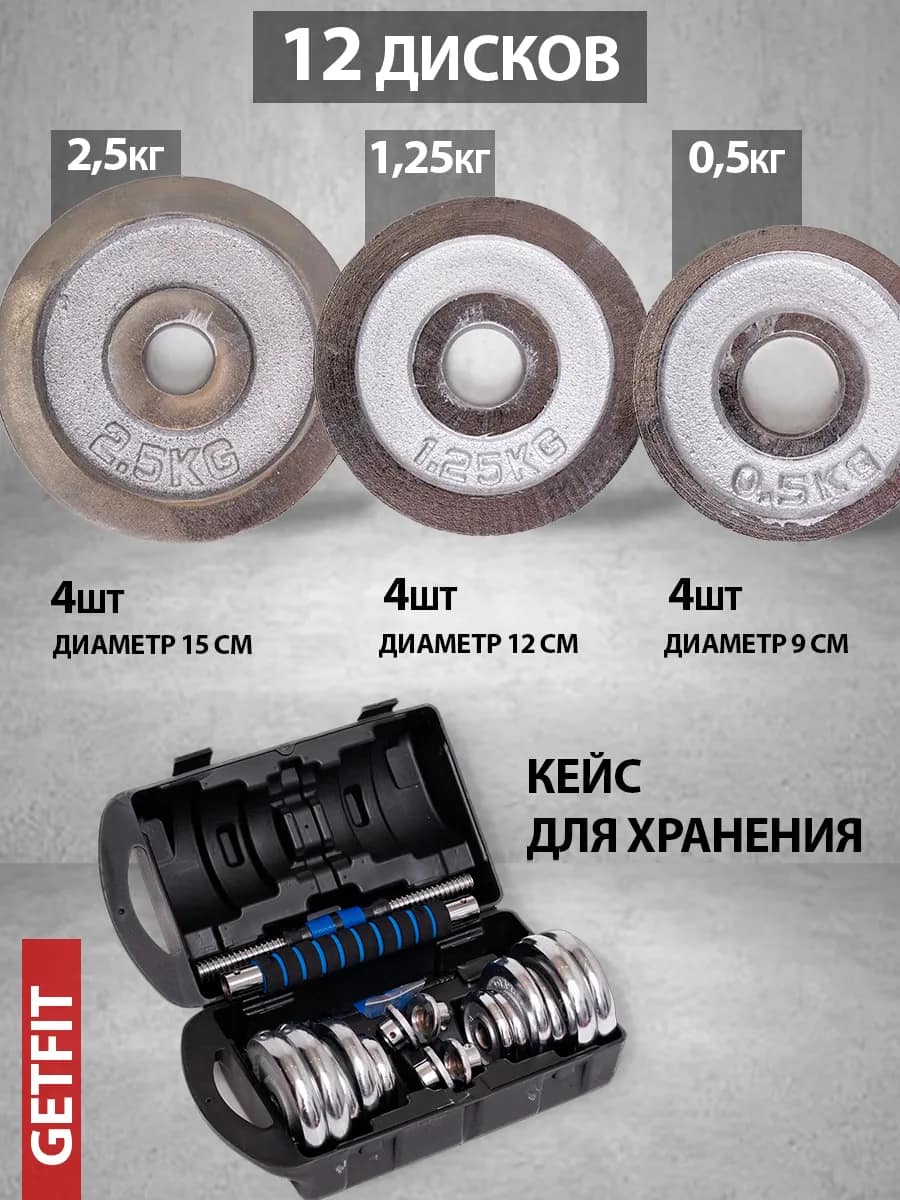 12 ДИСКОВ
2,5кг
1,25кг
0,5кг
2.5KG
1.25KG
0.5KG
4шт
ДИАМЕТР 15 СМ
4шт
ДИАМЕТР 12 СМ
4шт
ДИАМЕТР 9 СМ
КЕЙС
ДЛЯ ХРАНЕНИЯ
GETFIT